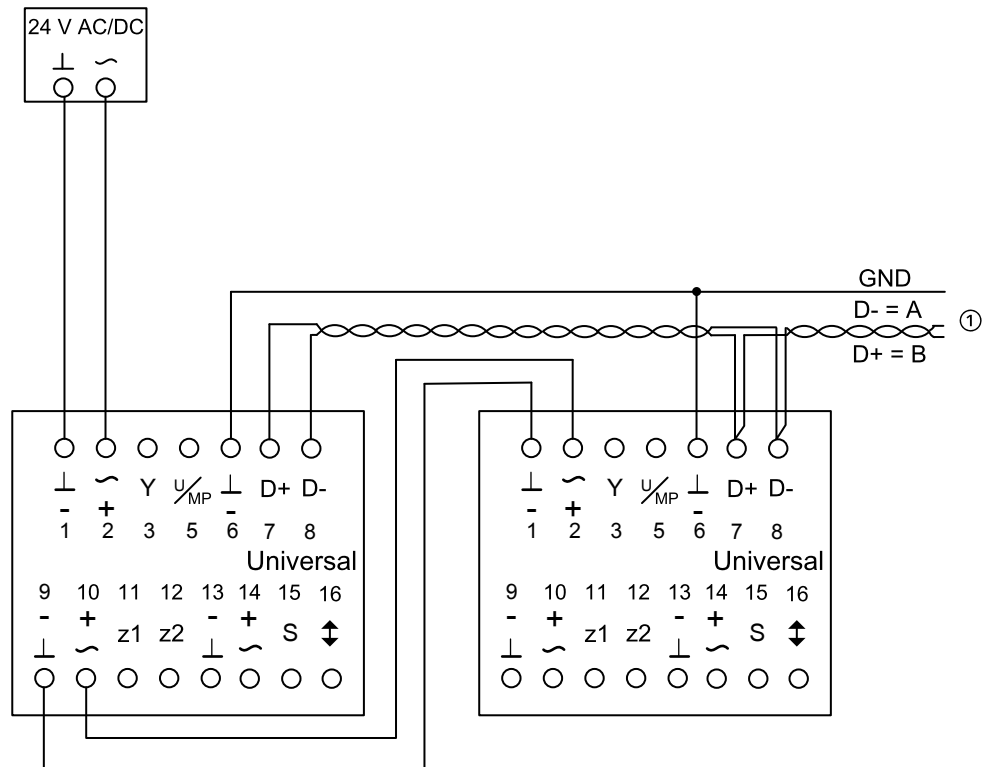 24 V AC/DC
⊥ ~
GND
D- = A
①
D+ = B
⊥ ~ Y U/MP ⊥ D+ D-
- + -
1 2 3 5 6 7 8
Universal
9 10 11 12 13 14 15 16
- + z1 z2 - + S ↕
⊥ ~ ⊥ ~
⊥ ~ Y U/MP ⊥ D+ D-
- + -
1 2 3 5 6 7 8
Universal
9 10 11 12 13 14 15 16
- + z1 z2 - + S ↕
⊥ ~ ⊥ ~